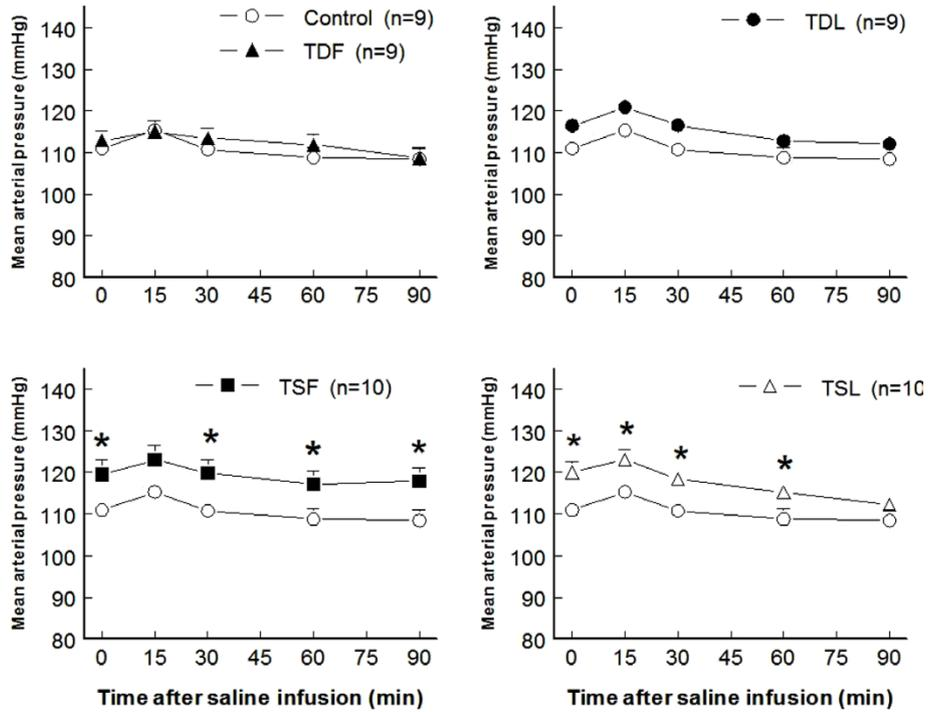 Control (n=9)
TDF (n=9)
Mean arterial pressure (mmHg)
140
130
120
110
100
90
80
0 15 30 45 60 75 90
TDL (n=9)
Mean arterial pressure (mmHg)
140
130
120
110
100
90
80
0 15 30 45 60 75 90
TSF (n=10)
Mean arterial pressure (mmHg)
140
130
120
110
100
90
80
* * * *
0 15 30 45 60 75 90
Time after saline infusion (min)
TSL (n=10
Mean arterial pressure (mmHg)
140
130
120
110
100
90
80
* * * *
0 15 30 45 60 75 90
Time after saline infusion (min)